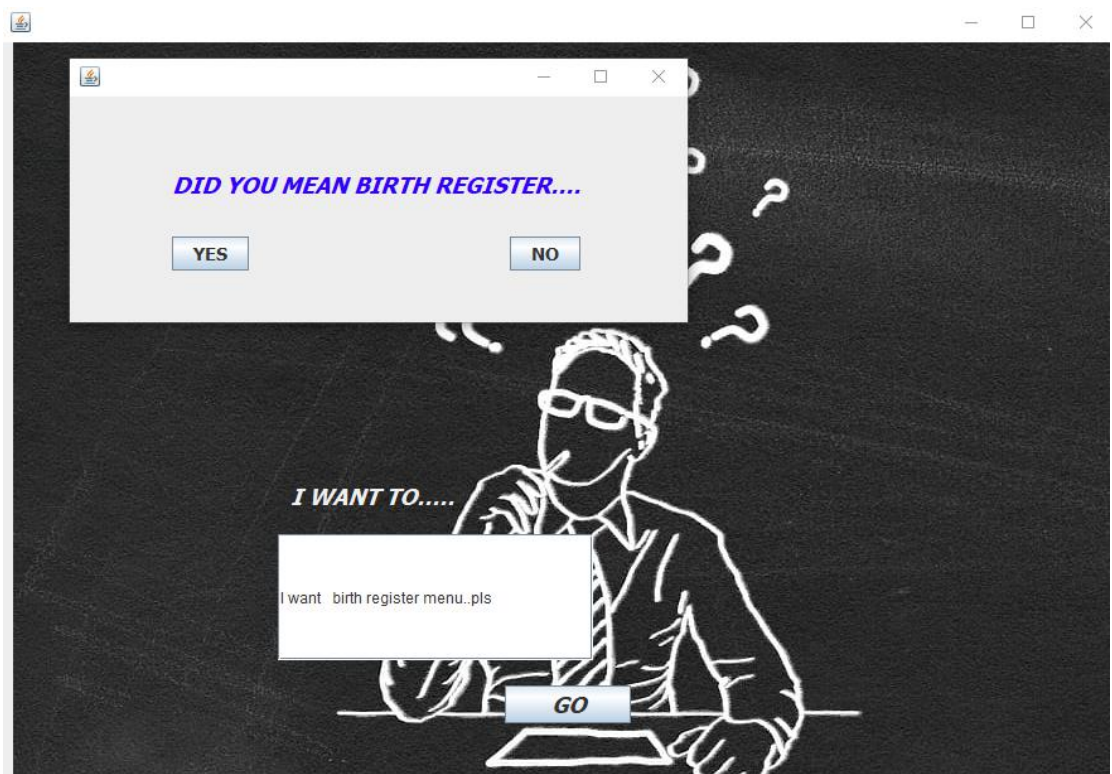 DID YOU MEAN BIRTH REGISTER....
YES
NO
I WANT TO.....
I want birth register menu..pls
GO